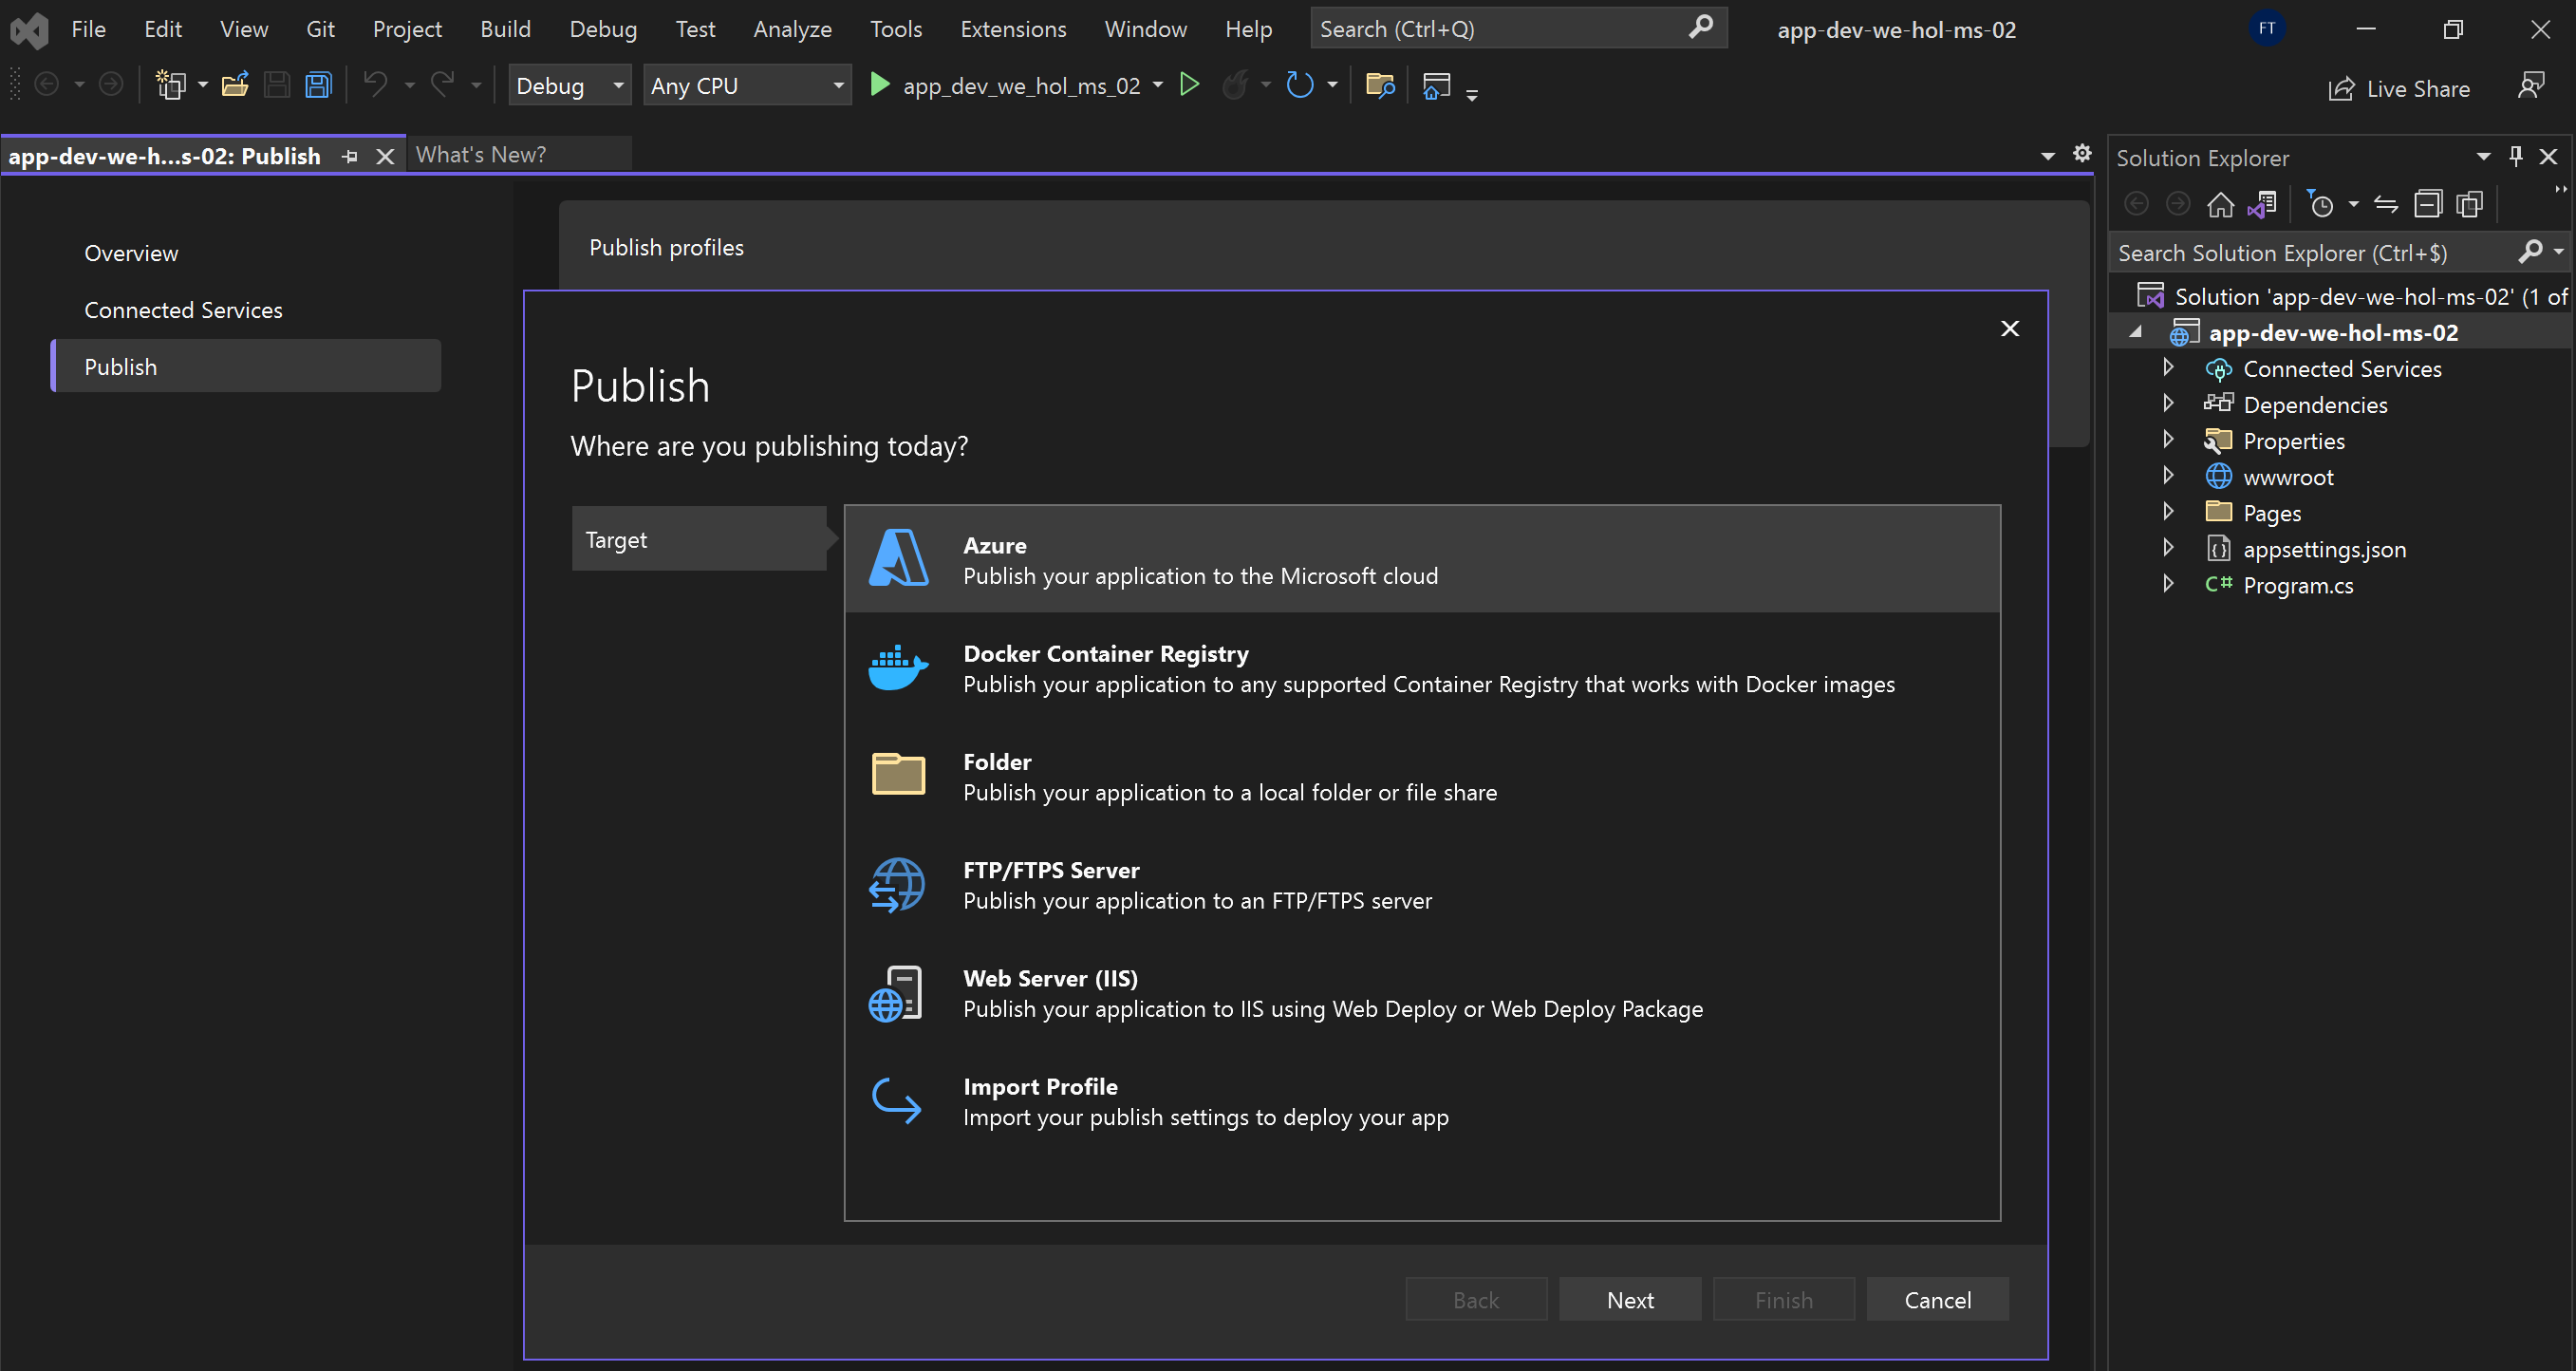 File Edit View Git Project Build Debug Test Analyze Tools Extensions Window Help Search (Ctrl+Q) app-dev-we-hol-ms-02 FT
Debug Any CPU app_dev_we_hol_ms_02 Live Share
app-dev-we-h...s-02: Publish What's New?
Overview
Connected Services
Publish
Publish profiles
Publish
Where are you publishing today?
Target
Azure
Publish your application to the Microsoft cloud
Docker Container Registry
Publish your application to any supported Container Registry that works with Docker images
Folder
Publish your application to a local folder or file share
FTP/FTPS Server
Publish your application to an FTP/FTPS server
Web Server (IIS)
Publish your application to IIS using Web Deploy or Web Deploy Package
Import Profile
Import your publish settings to deploy your app
Back Next Finish Cancel
Solution Explorer
Search Solution Explorer (Ctrl+$)
Solution 'app-dev-we-hol-ms-02' (1 of
app-dev-we-hol-ms-02
Connected Services
Dependencies
Properties
wwwroot
Pages
appsettings.json
C# Program.cs